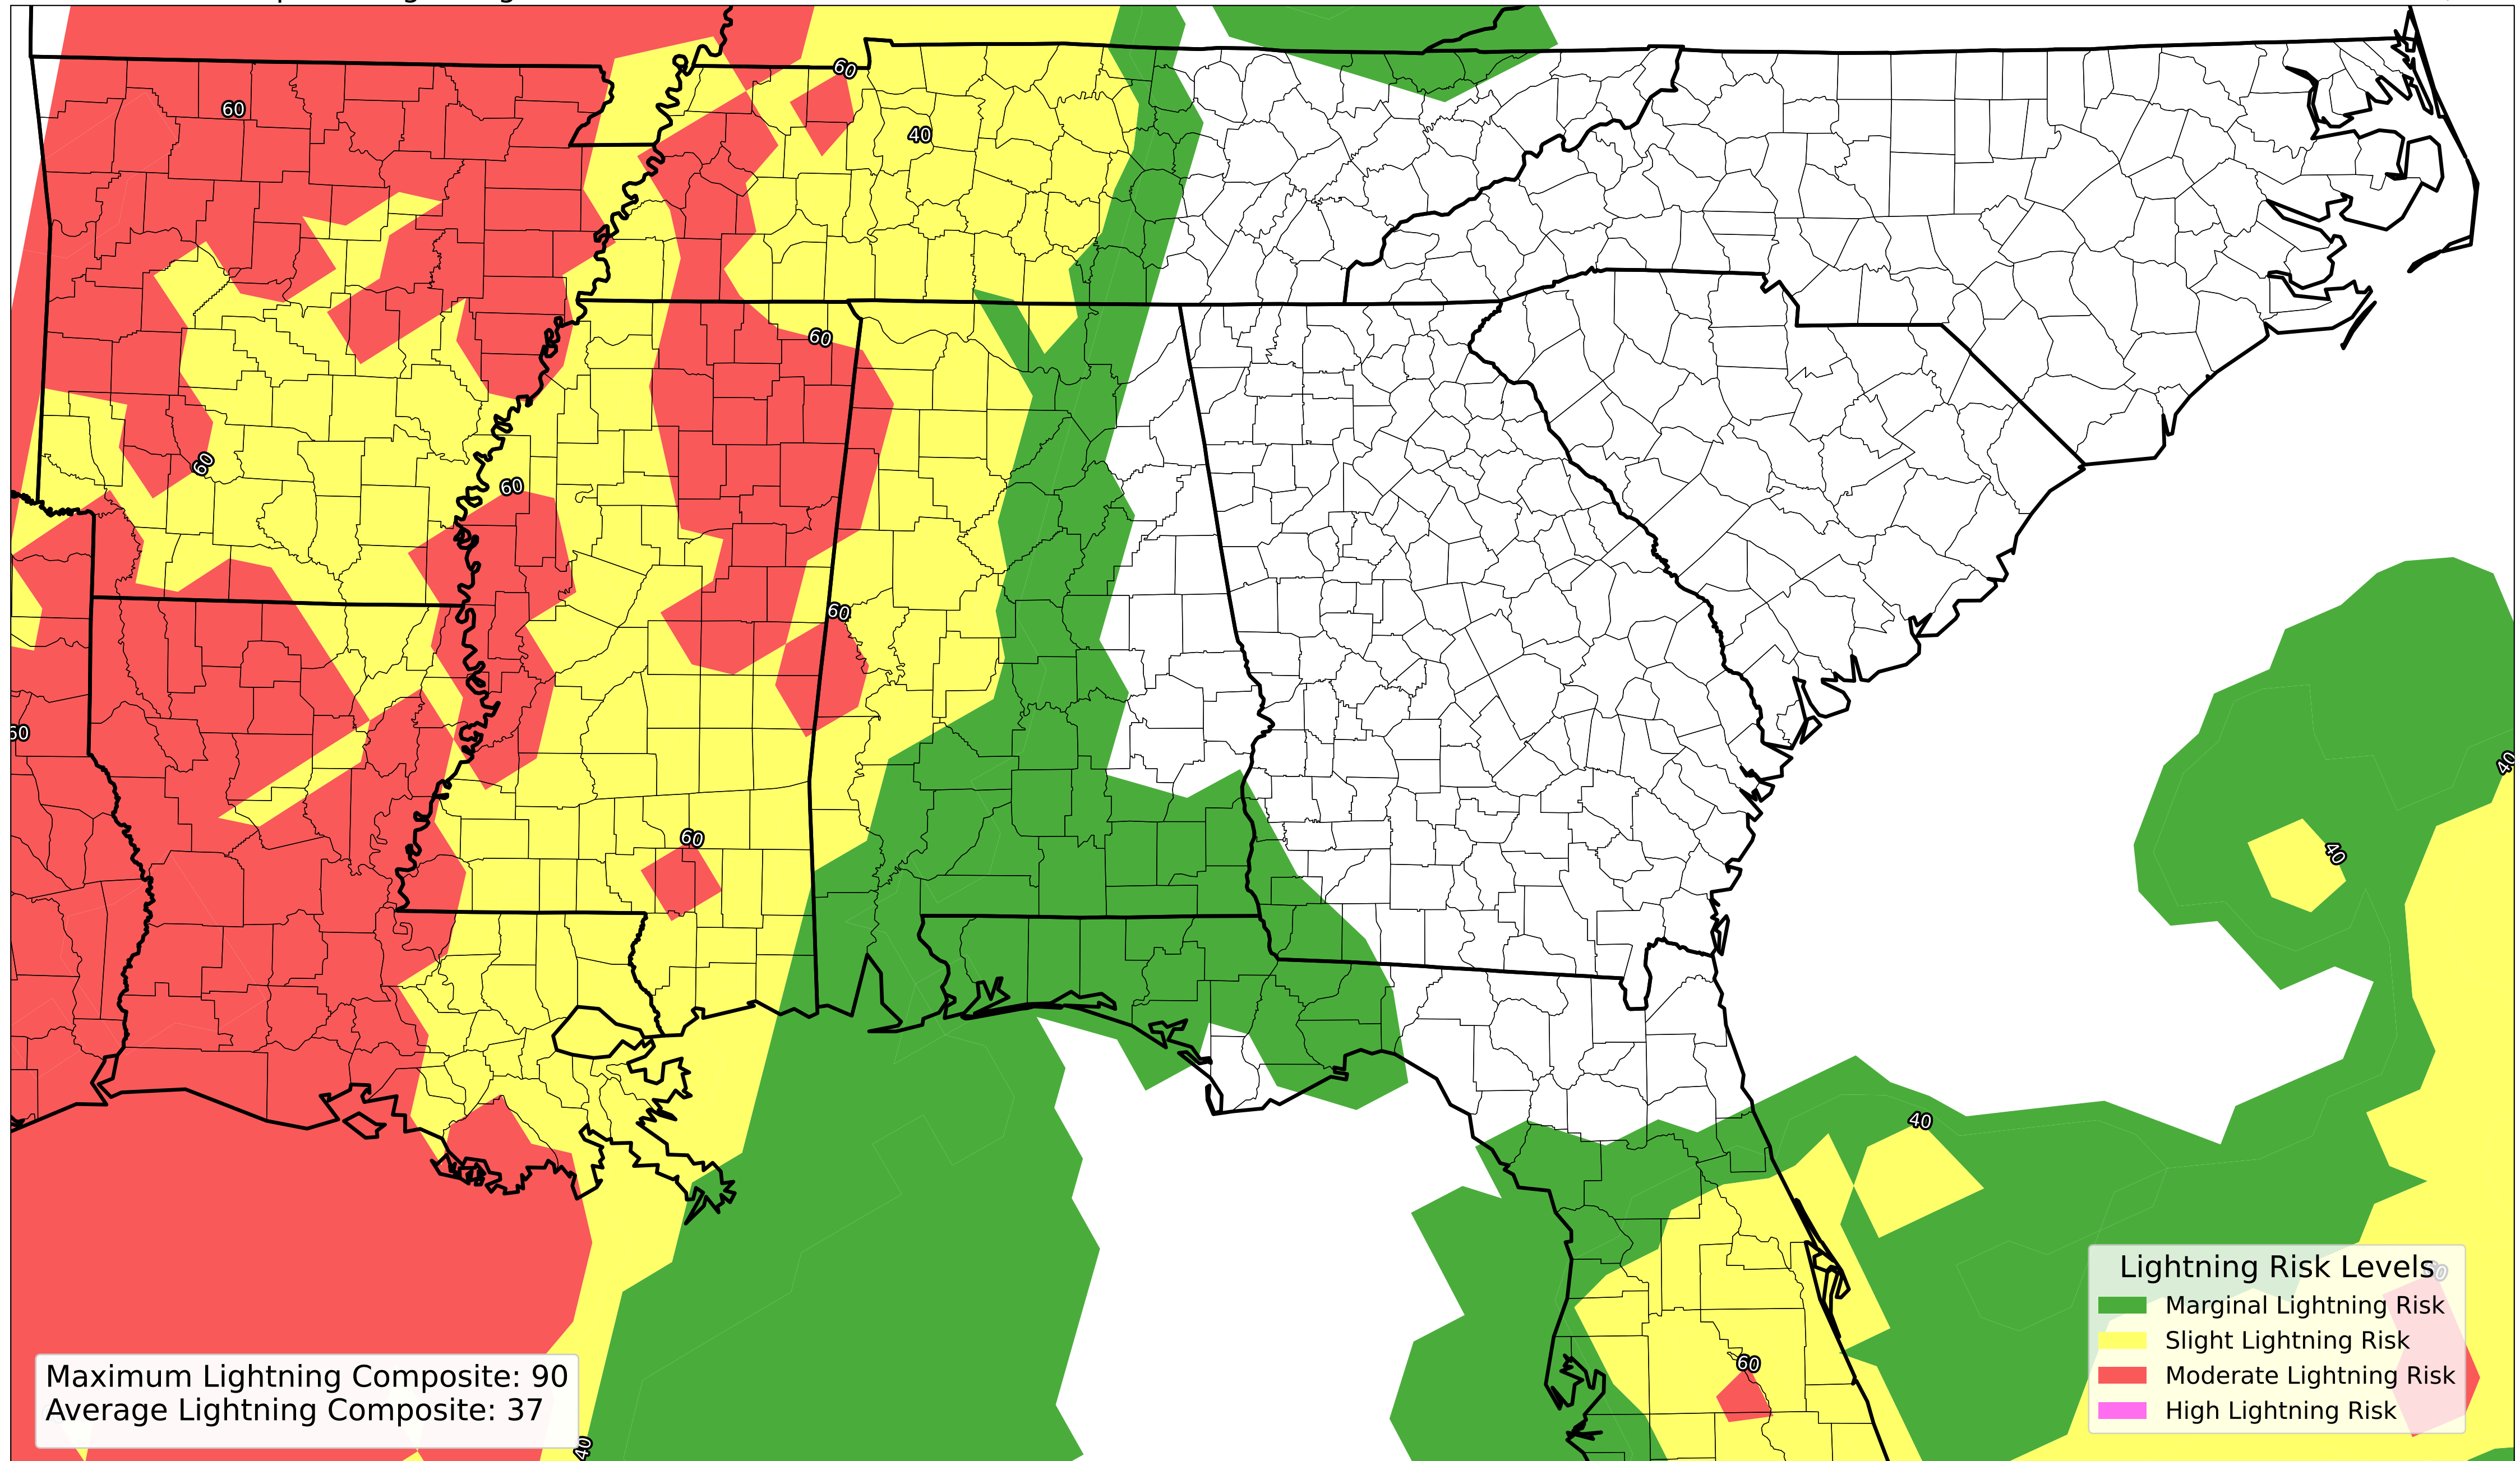 60
60
40
60
60
60
60
60
40
60
40
40
60
40
Lightning Risk Levels
Marginal Lightning Risk
Slight Lightning Risk
Moderate Lightning Risk
High Lightning Risk
Maximum Lightning Composite: 90
Average Lightning Composite: 37